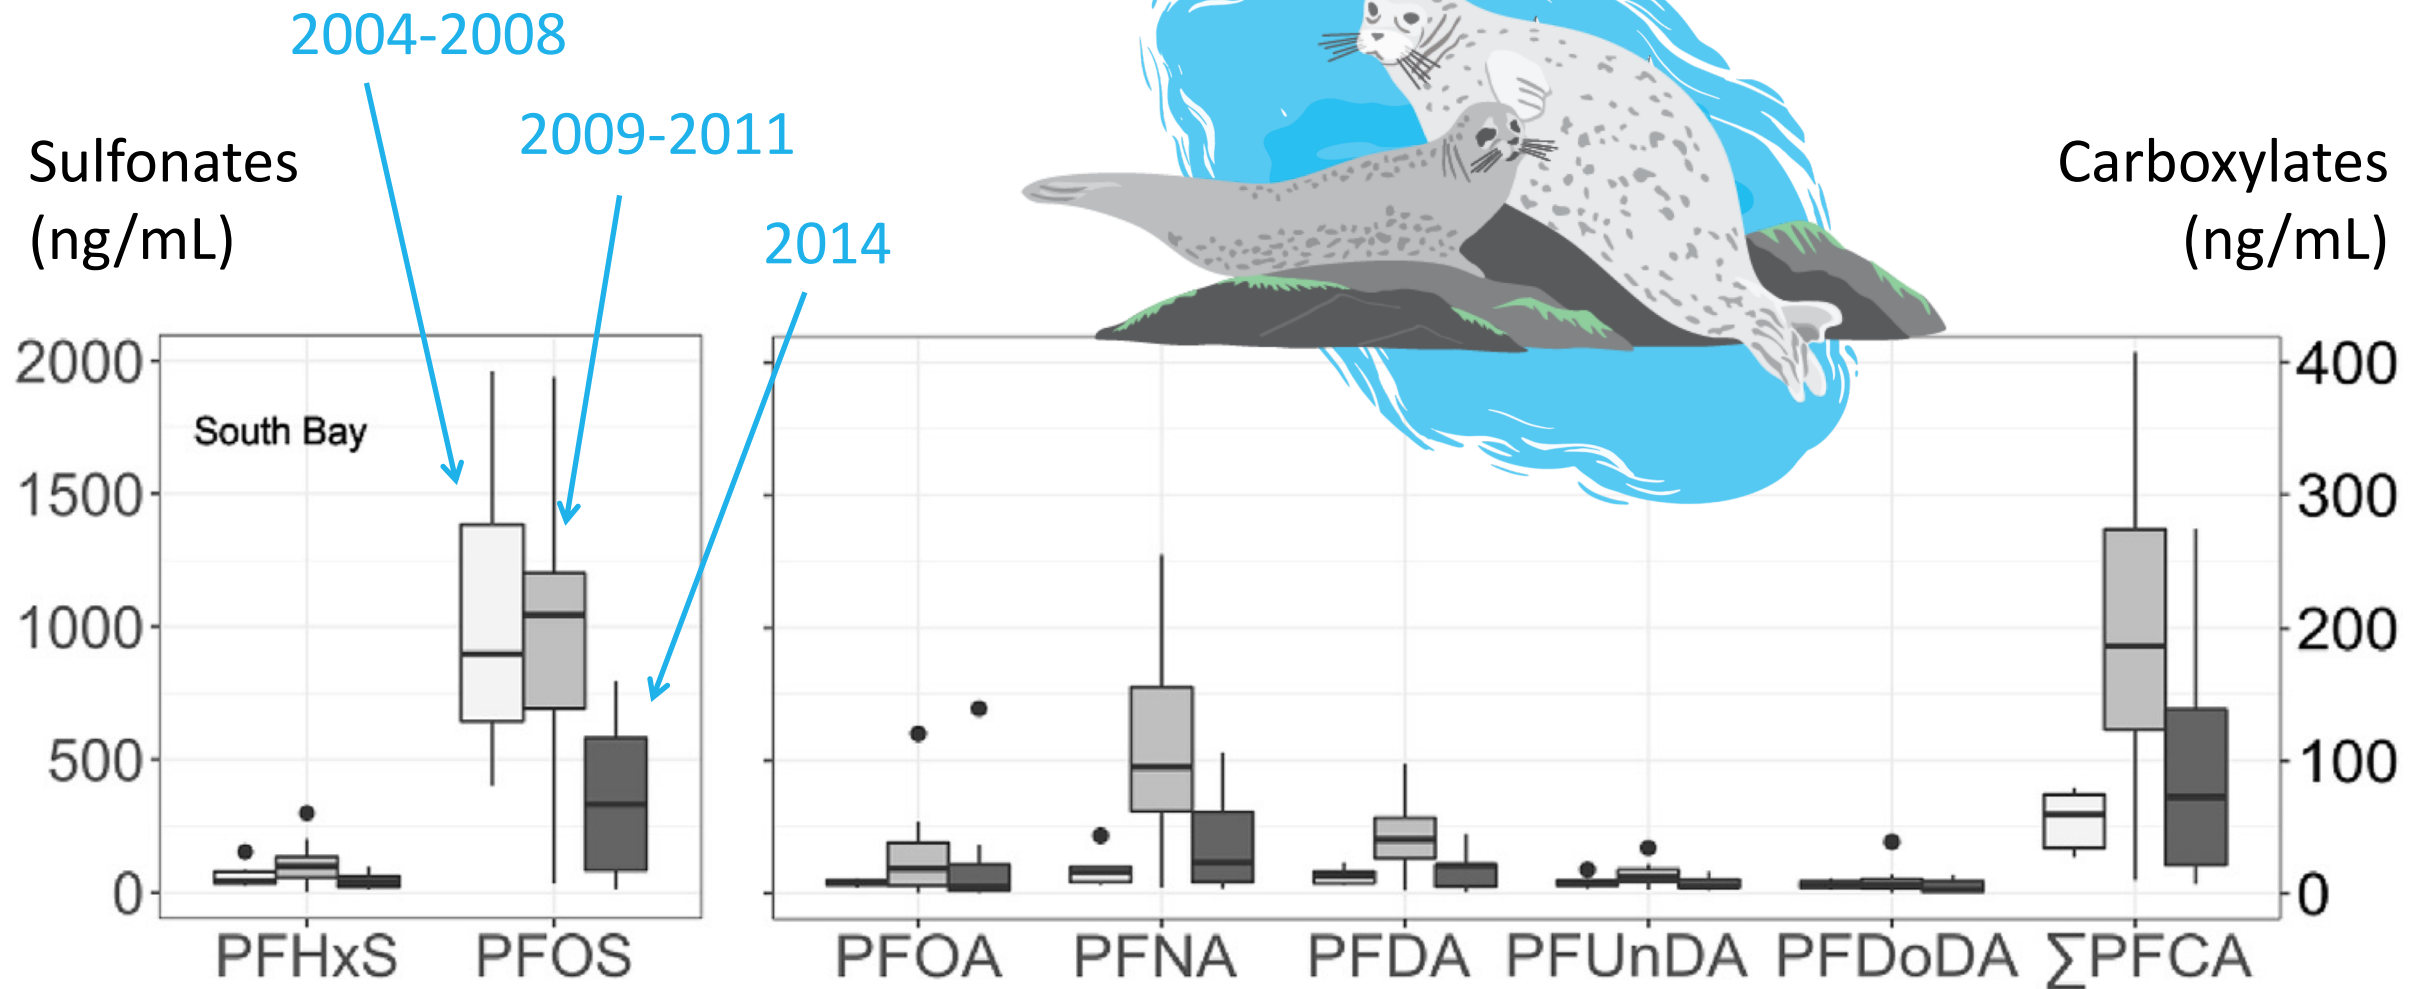 2004-2008
2009-2011
2014
Sulfonates
(ng/mL)
Carboxylates
(ng/mL)
South Bay
2000
1500
1000
500
0
400
300
200
100
0
PFHxS
PFOS
PFOA
PFNA
PFDA
PFUnDA
PFDoDA
∑PFCA